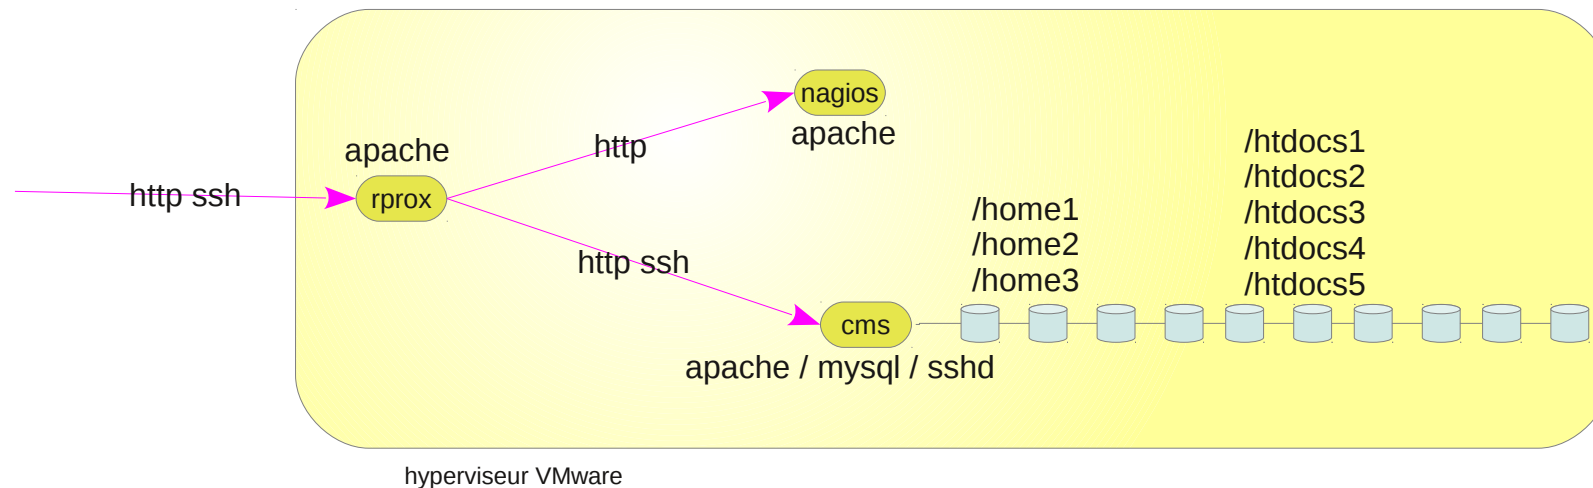 nagios
apache
http
apache
http ssh
rprox
http ssh
/home1
/home2
/home3
/htdocs1
/htdocs2
/htdocs3
/htdocs4
/htdocs5
cms
apache / mysql / sshd
hyperviseur VMware